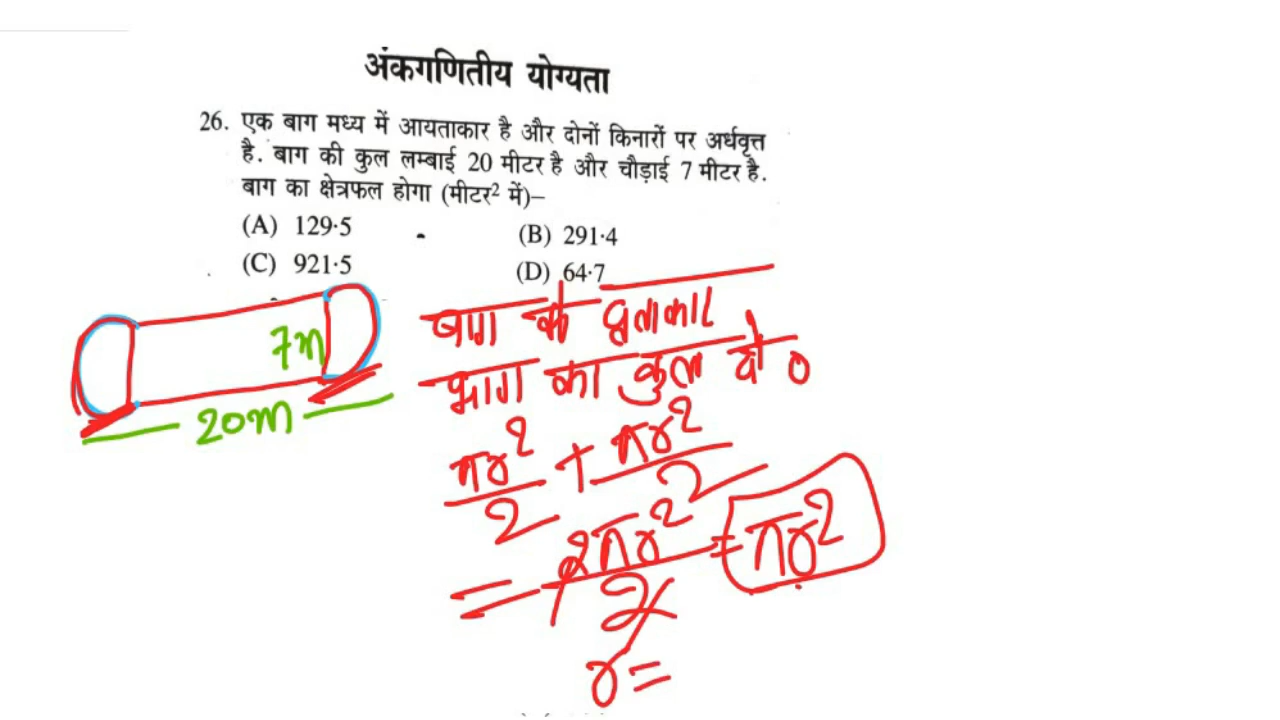 अंकगणितीय योग्यता
26. एक बाग मध्य में आयताकार है और दोनों किनारों पर अर्धवृत्त
है. बाग की कुल लम्बाई 20 मीटर है और चौड़ाई 7 मीटर है.
बाग का क्षेत्रफल होगा (मीटर² में)–
(A) 129·5 (B) 291·4
(C) 921·5 (D) 64·7
7m
20m
बाग के
भाग का कुल यो०
πr²/2 + πr²/2
= 2πr²/2 = πr²
r =